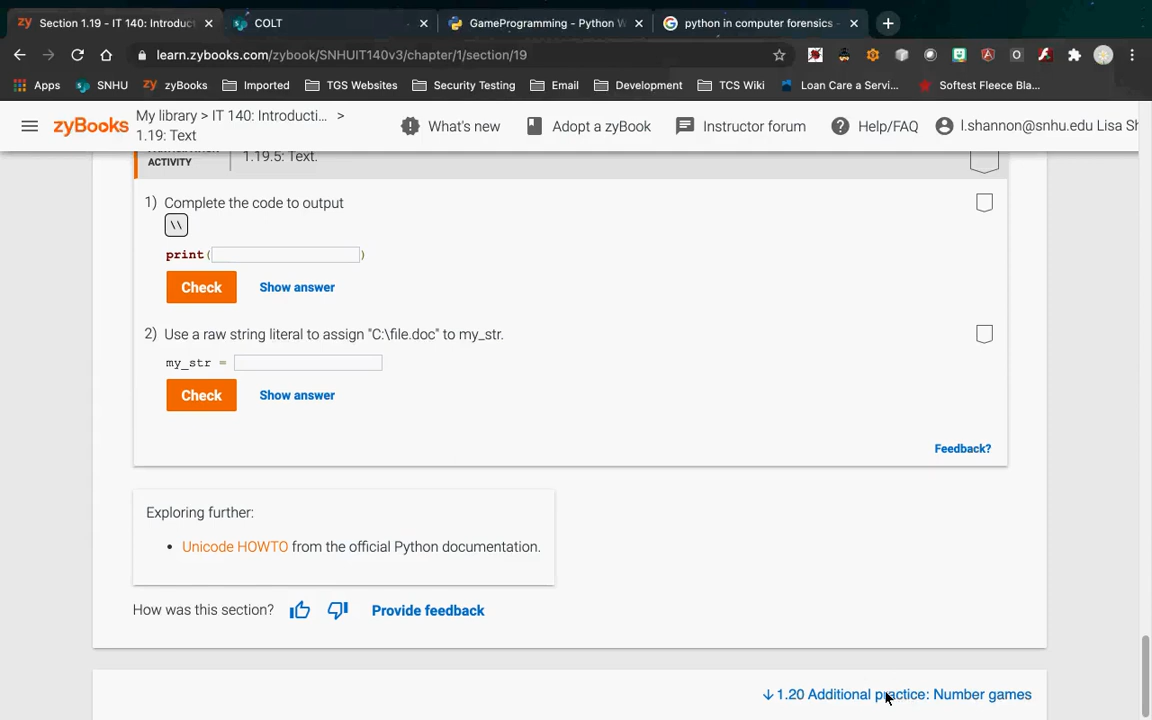 Section 1.19 - IT 140: Introduct
COLT
GameProgramming - Python W
python in computer forensics
learn.zybooks.com/zybook/SNHUIT140v3/chapter/1/section/19
Apps
SNHU
zyBooks
Imported
TGS Websites
Security Testing
Email
Development
TCS Wiki
Loan Care a Servi...
Softest Fleece Bla...
zyBooks
My library > IT 140: Introducti... >
1.19: Text
What's new
Adopt a zyBook
Instructor forum
Help/FAQ
l.shannon@snhu.edu Lisa Sh
ACTIVITY
1.19.5: Text.
1) Complete the code to output
\\
print( )
Check Show answer
2) Use a raw string literal to assign "C:\file.doc" to my_str.
my_str =
Check Show answer
Feedback?
Exploring further:
• Unicode HOWTO from the official Python documentation.
How was this section? Provide feedback
↓ 1.20 Additional practice: Number games